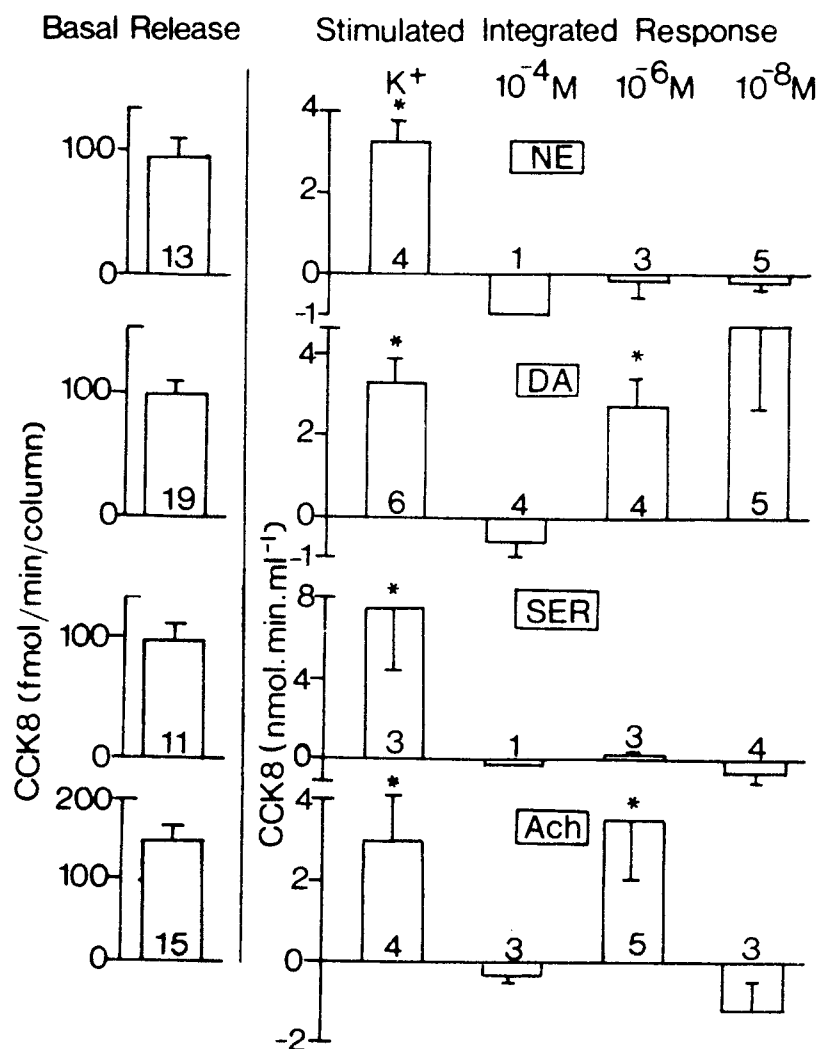 Basal Release
Stimulated Integrated Response
K+ 10⁻⁴M 10⁻⁶M 10⁻⁸M
CCK8 (fmol/min/column)
CCK8 (nmol.min.ml⁻¹)
100
0
13
4
2
0
-1
*
NE
4 1 3 5
100
0
19
4
2
0
-1
*
*
DA
6 4 4 5
100
0
11
8
4
0
*
SER
3 1 3 4
200
100
0
15
4
2
0
-2
*
*
Ach
4 3 5 3